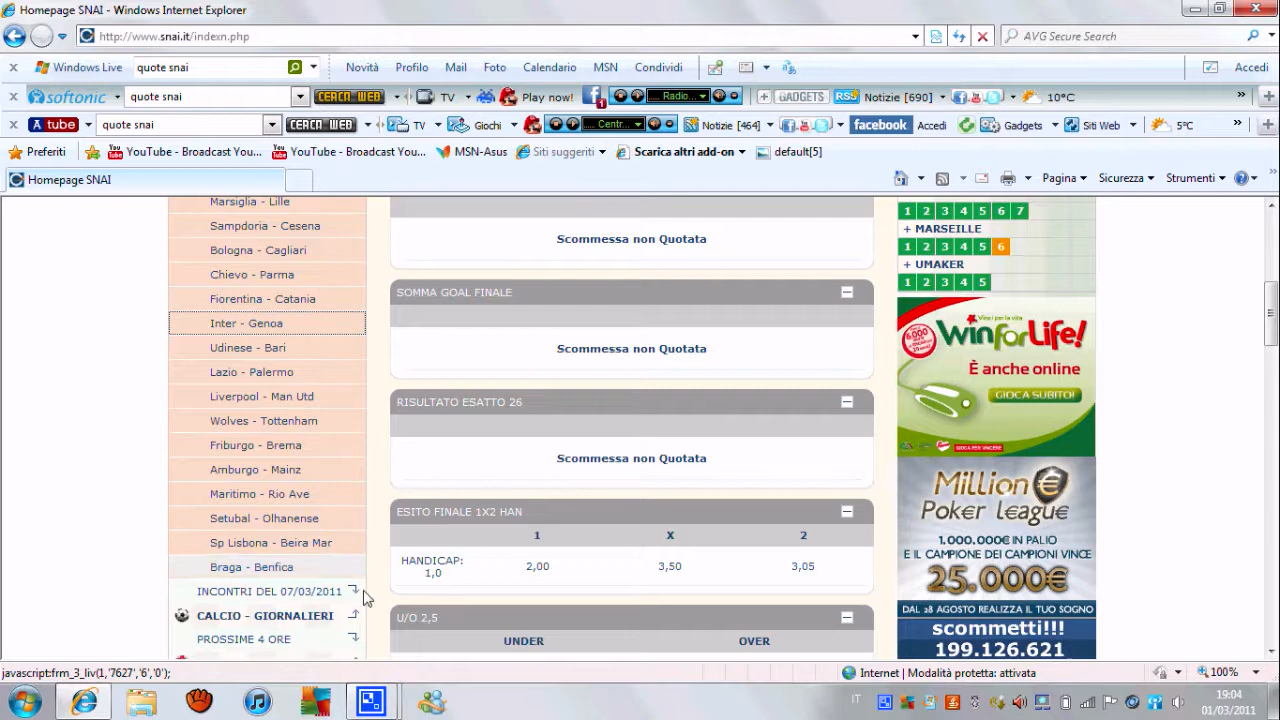 Homepage SNAI - Windows Internet Explorer
http://www.snai.it/indexn.php
AVG Secure Search
Windows Live quote snai Novità Profilo Mail Foto Calendario MSN Condividi Accedi
softonic quote snai CERCA WEB TV Play now! 1 Radio... GADGETS RSS Notizie [690] 10°C
tube quote snai CERCA WEB TV Giochi Centr... Notizie [464] facebook Accedi Gadgets Siti Web 5°C
Preferiti YouTube - Broadcast You... YouTube - Broadcast You... MSN-Asus Siti suggeriti Scarica altri add-on default[5]
Homepage SNAI Pagina Sicurezza Strumenti
Marsiglia - Lille
Sampdoria - Cesena
Bologna - Cagliari
Chievo - Parma
Fiorentina - Catania
Inter - Genoa
Udinese - Bari
Lazio - Palermo
Liverpool - Man Utd
Wolves - Tottenham
Friburgo - Brema
Amburgo - Mainz
Maritimo - Rio Ave
Setubal - Olhanense
Sp Lisbona - Beira Mar
Braga - Benfica
INCONTRI DEL 07/03/2011
CALCIO - GIORNALIERI
PROSSIME 4 ORE
Scommessa non Quotata
SOMMA GOAL FINALE
Scommessa non Quotata
RISULTATO ESATTO 26
Scommessa non Quotata
ESITO FINALE 1X2 HAN
1 X 2
HANDICAP: 1,0 2,00 3,50 3,05
U/O 2,5
UNDER OVER
1 2 3 4 5 6 7
+ MARSEILLE
1 2 3 4 5 6
+ UMAKER
1 2 3 4 5
Vinci per la vita
Win for Life!
È anche online
GIOCA SUBITO!
Million €
Poker league
1.000.000€ IN PALIO
E IL CAMPIONE DEI CAMPIONI VINCE
25.000€
DAL 28 AGOSTO REALIZZA IL TUO SOGNO
scommetti!!!
199.126.621
javascript:frm_3_liv(1,'7627','6','0');
Internet | Modalità protetta: attivata
100%
IT
19:04
01/03/2011